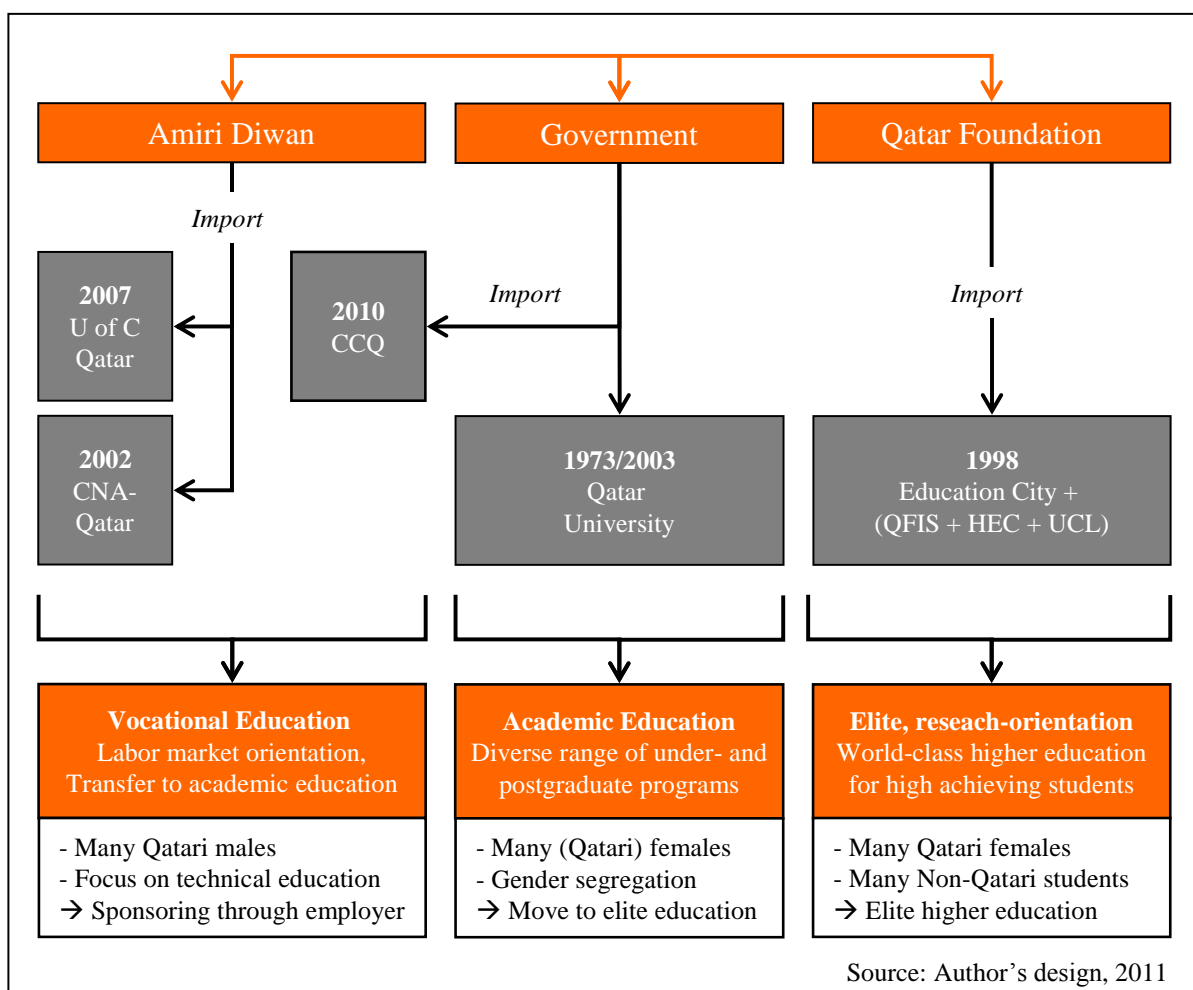 Amiri Diwan
Government
Qatar Foundation
Import
2007
U of C
Qatar
2010
CCQ
Import
Import
2002
CNA-
Qatar
1973/2003
Qatar
University
1998
Education City +
(QFIS + HEC + UCL)
Vocational Education
Labor market orientation,
Transfer to academic education
- Many Qatari males
- Focus on technical education
→ Sponsoring through employer
Academic Education
Diverse range of under- and
postgraduate programs
- Many (Qatari) females
- Gender segregation
→ Move to elite education
Elite, reseach-orientation
World-class higher education
for high achieving students
- Many Qatari females
- Many Non-Qatari students
→ Elite higher education
Source: Author's design, 2011